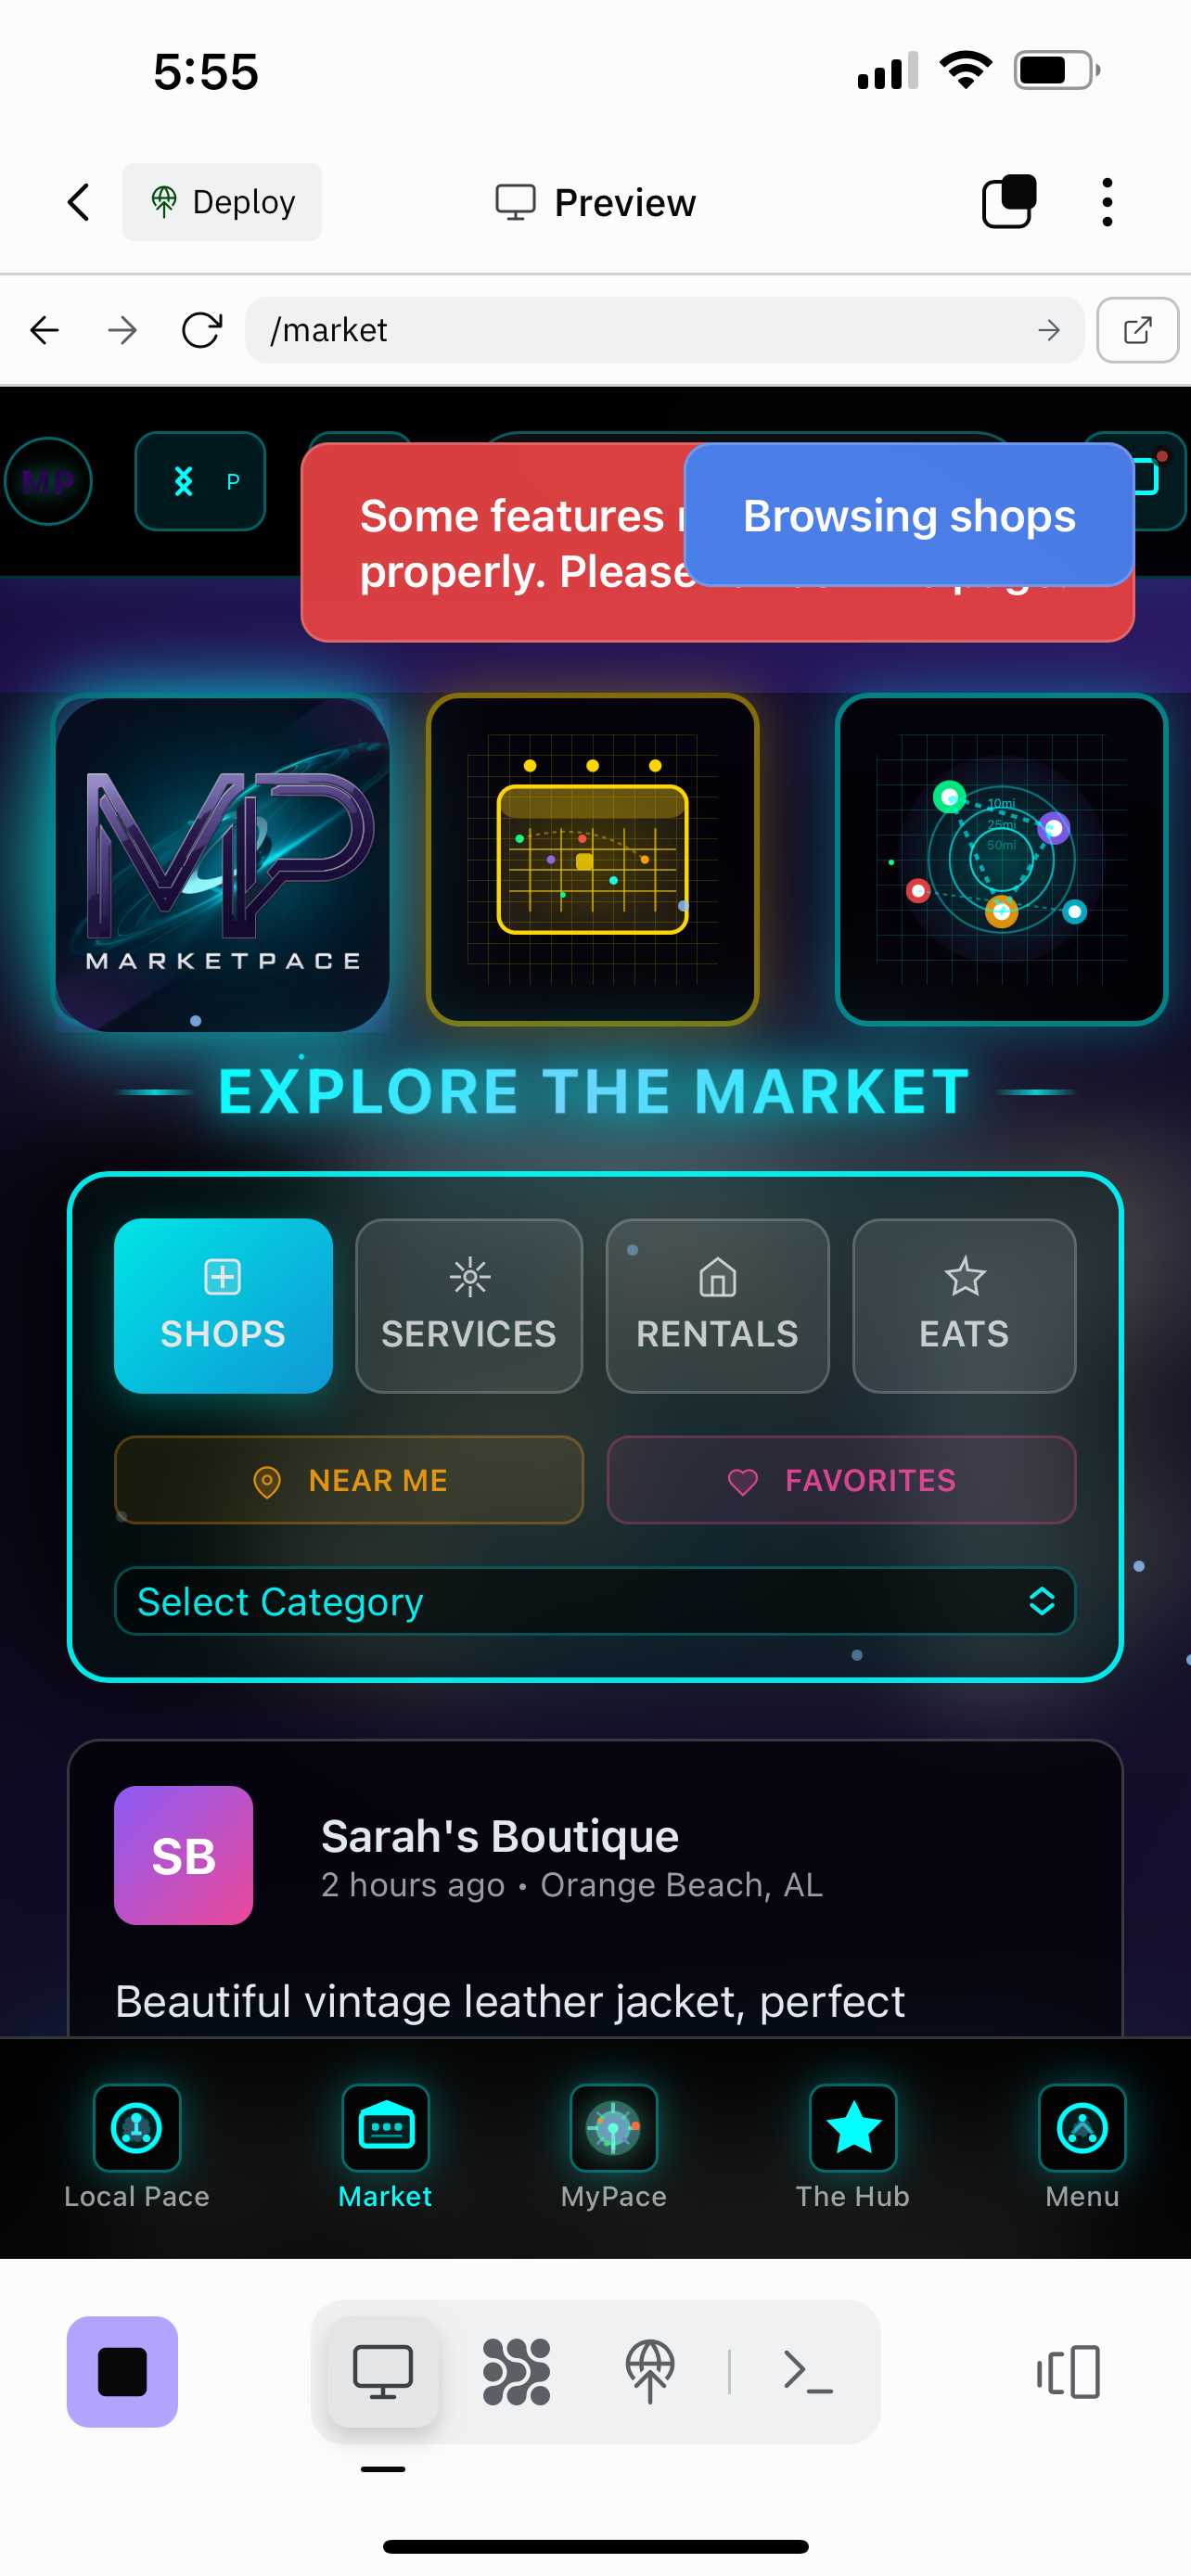 5:55
Deploy
Preview
/market
MP
P
Some features
properly. Please
Browsing shops
MP
MARKETPACE
10mi
25mi
50mi
EXPLORE THE MARKET
SHOPS
SERVICES
RENTALS
EATS
NEAR ME
FAVORITES
Select Category
SB
Sarah's Boutique
2 hours ago • Orange Beach, AL
Beautiful vintage leather jacket, perfect
Local Pace
Market
MyPace
The Hub
Menu